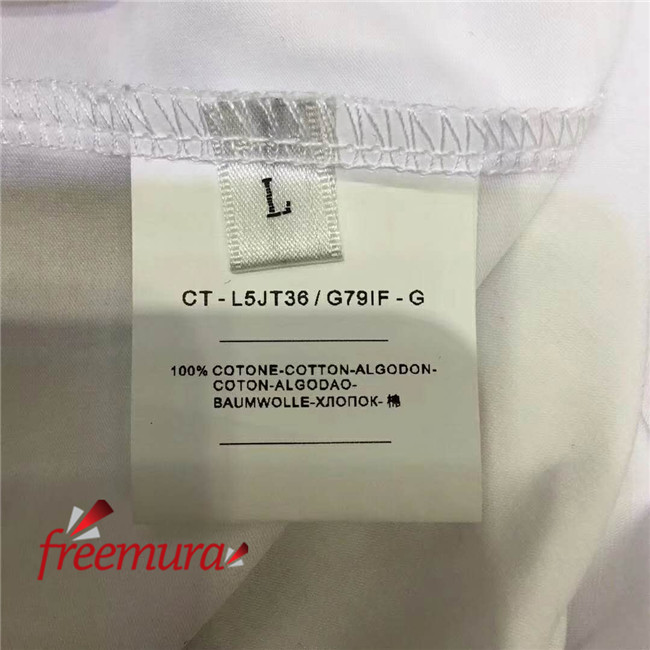 L
CT - L5JT36 / G79IF - G
100% COTONE-COTTON-ALGODON-
COTON-ALGODAO-
BAUMWOLLE-ХЛОПОК- 棉
freemura